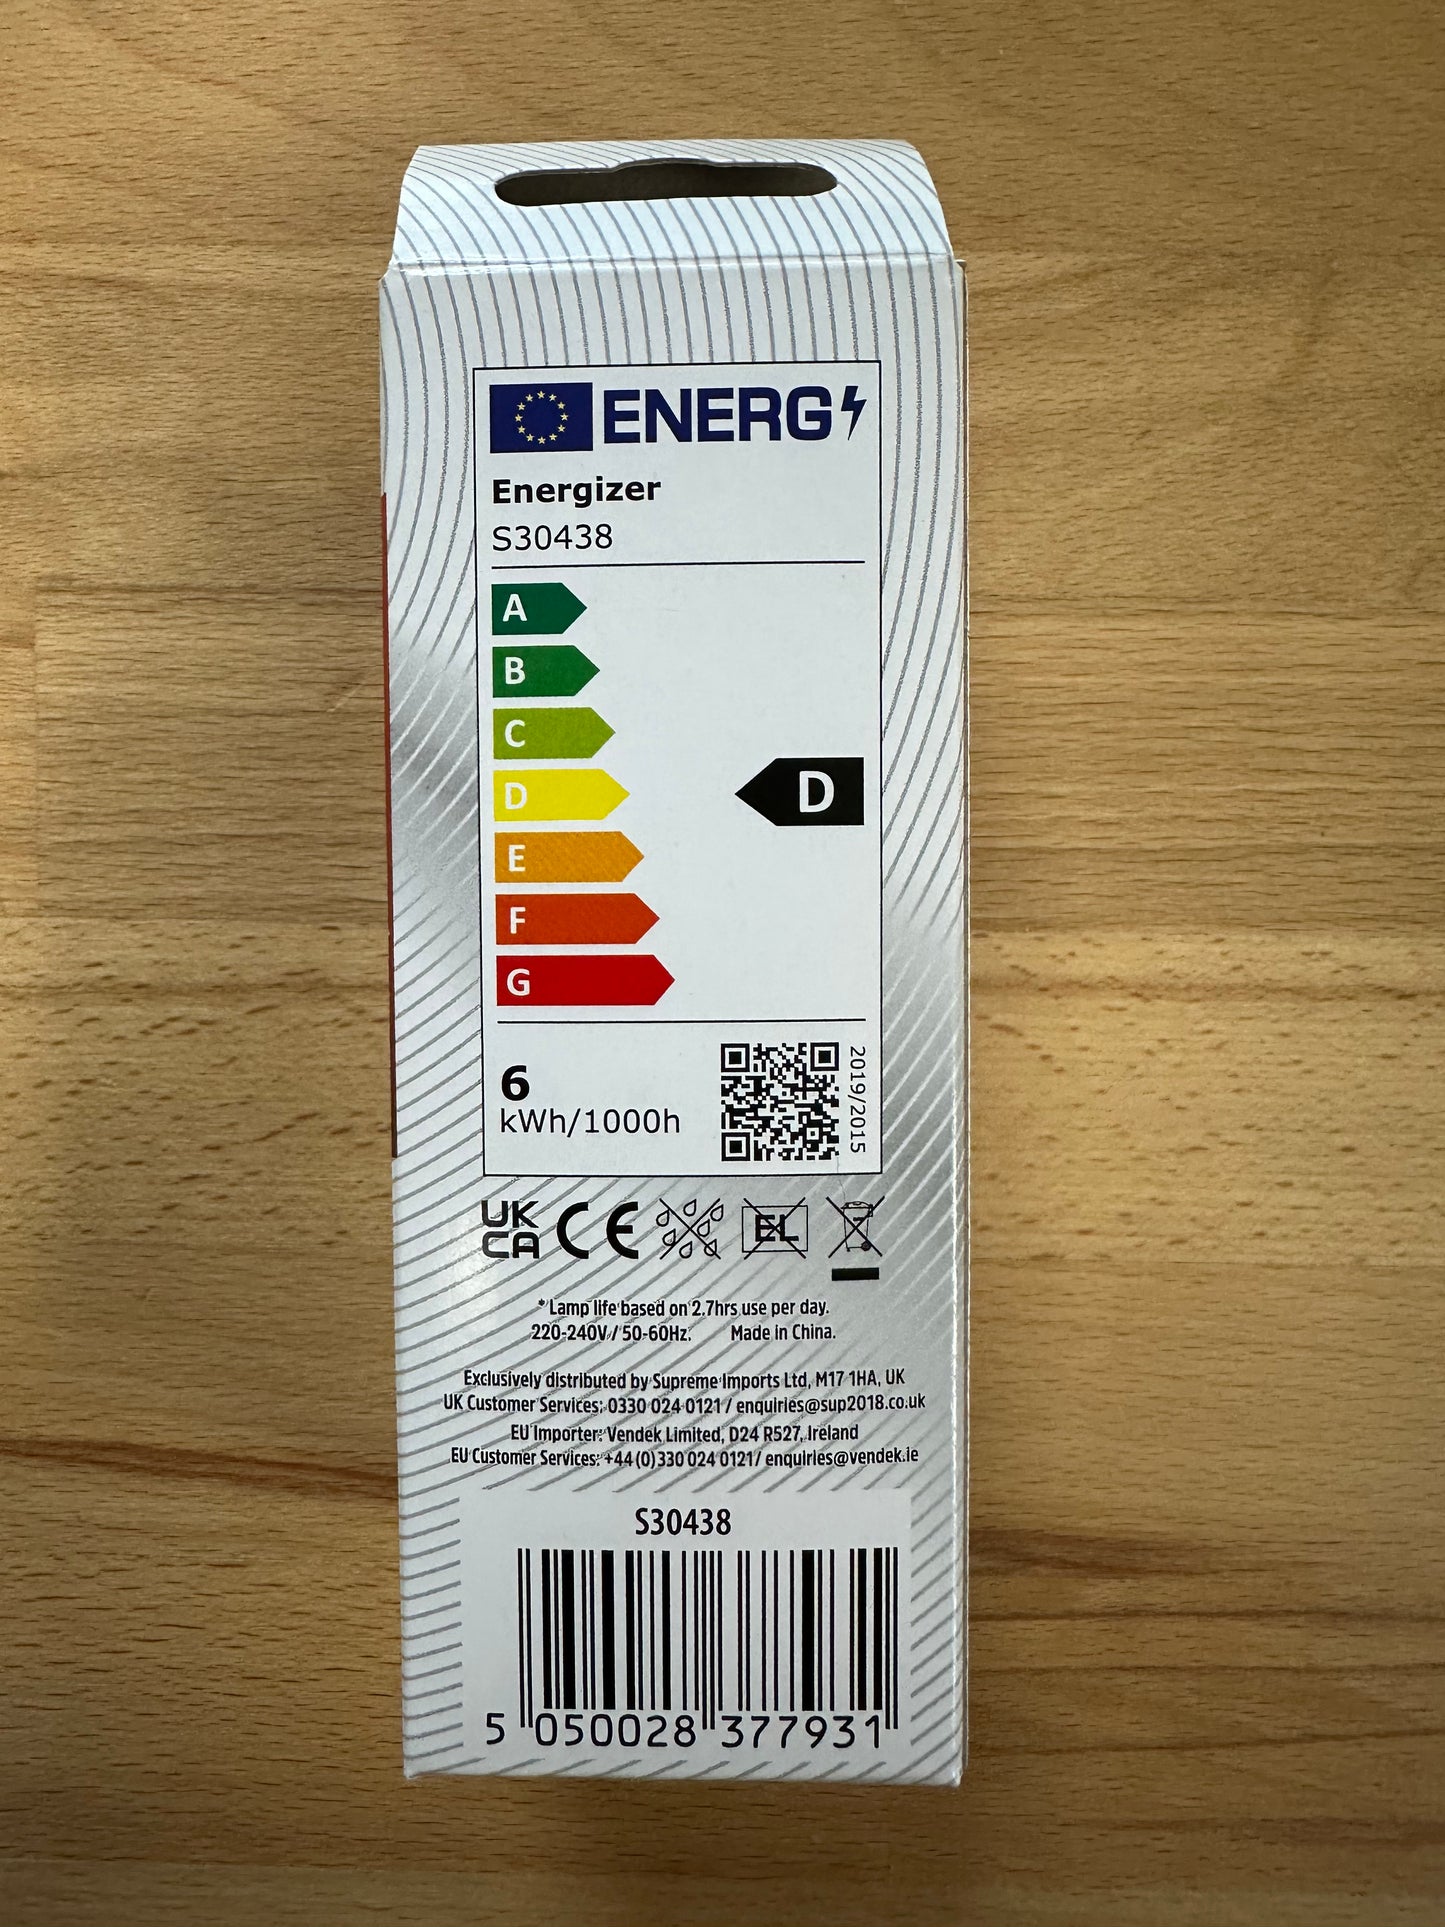 ENERG
Energizer
S30438
A
B
C
D
D
E
F
G
6
kWh/1000h
2019/2015
UK
CA CE EL
* Lamp life based on 2.7hrs use per day.
220-240V / 50-60Hz. Made in China.
Exclusively distributed by Supreme Imports Ltd, M17 1HA, UK
UK Customer Services: 0330 024 0121 / enquiries@sup2018.co.uk
EU Importer: Vendek Limited, D24 R527, Ireland
EU Customer Services: +44 (0) 330 024 0121 / enquiries@vendek.ie
S30438
5 050028 377931